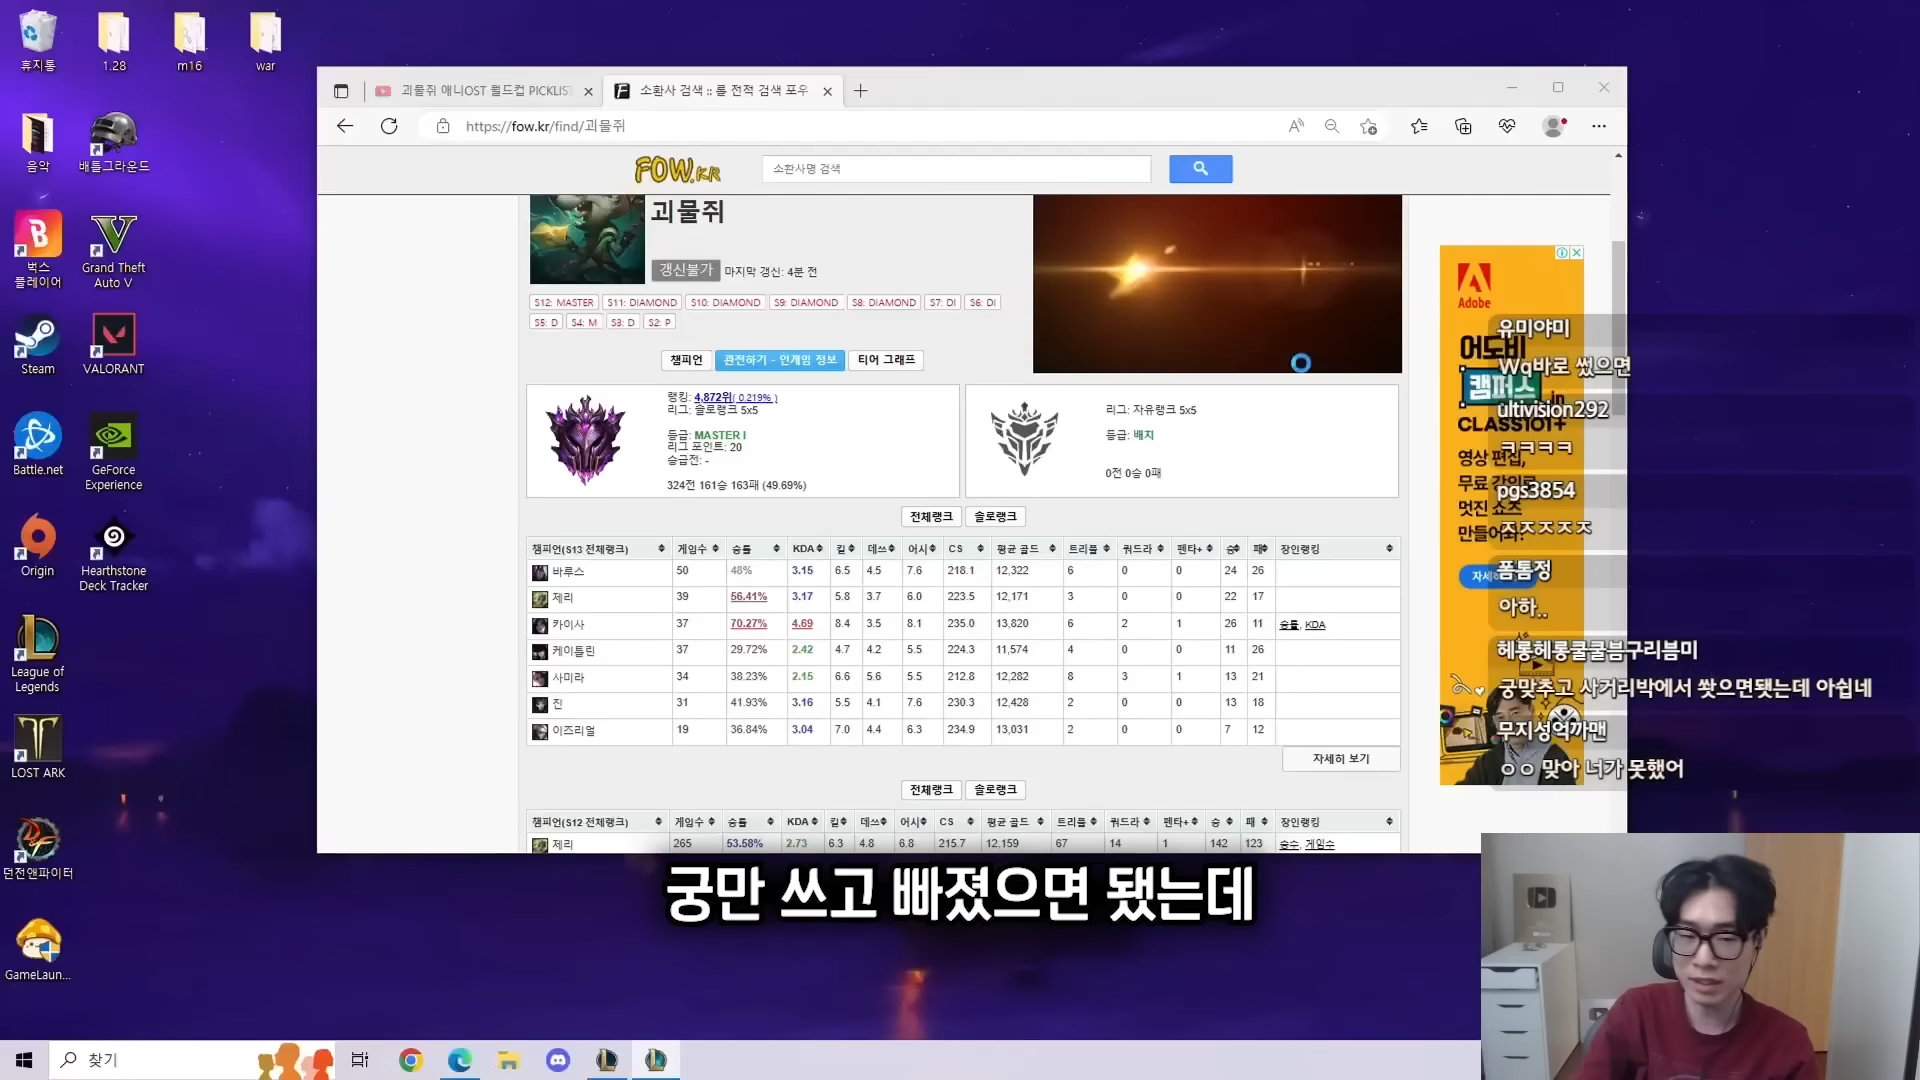 휴지통
1.28
m16
war
음악
배틀그라운드
벅스
플레이어
Grand Theft
Auto V
Steam
VALORANT
Battle.net
GeForce
Experience
Origin
Hearthstone
Deck Tracker
League of
Legends
LOST ARK
던전앤파이터
GameLaun...
괴물쥐 애니OST 월드컵 PICKLIST
소환사 검색 :: 롤 전적 검색 포우
https://fow.kr/find/괴물쥐
FOW.KR
소환사명 검색
괴물쥐
갱신불가 마지막 갱신: 4분 전
S12: MASTER S11: DIAMOND S10: DIAMOND S9: DIAMOND S8: DIAMOND S7: DI S6: DI
S5: D S4: M S3: D S2: P
챔피언 관전하기 - 인게임 정보 티어 그래프
랭킹: 4,872위( 0.219% )
리그: 솔로랭크 5x5
등급: MASTER I
리그 포인트: 20
승급전: -
324전 161승 163패 (49.69%)
리그: 자유랭크 5x5
등급: 배치
0전 0승 0패
전체랭크 솔로랭크
챔피언(S13 전체랭크) 게임수 승률 KDA 킬 데쓰 어시 CS 평균 골드 트리플 쿼드라 펜타+ 승 패 장인랭킹
바루스 50 48% 3.15 6.5 4.5 7.6 218.1 12,322 6 0 0 24 26
제리 39 56.41% 3.17 5.8 3.7 6.0 223.5 12,171 3 0 0 22 17
카이사 37 70.27% 4.69 8.4 3.5 8.1 235.0 13,820 6 2 1 26 11 승률, KDA
케이틀린 37 29.72% 2.42 4.7 4.2 5.5 224.3 11,574 4 0 0 11 26
사미라 34 38.23% 2.15 6.6 5.6 5.5 212.8 12,282 8 3 1 13 21
진 31 41.93% 3.16 5.5 4.1 7.6 230.3 12,428 2 0 0 13 18
이즈리얼 19 36.84% 3.04 7.0 4.4 6.3 234.9 13,031 2 0 0 7 12
자세히 보기
전체랭크 솔로랭크
챔피언(S12 전체랭크) 게임수 승률 KDA 킬 데쓰 어시 CS 평균 골드 트리플 쿼드라 펜타+ 승 패 장인랭킹
제리 265 53.58% 2.73 6.3 4.8 6.8 215.7 12,159 67 14 1 142 123 승수, 게임수
Adobe
어도비
캠퍼스 in
CLASS101+
영상 편집,
멋진 쇼츠
유미야미
Wq바로 썼으면
ultivision292
ㅋㅋㅋㅋ
pgs3854
ㅈㅈㅈㅈㅈ
폼톰정
아하..
헤롱헤롱쿨쿨븜구리븜미
궁맞추고 사거리밖에서 쐈으면됐는데 아쉽네
무지성억까맨
ㅇㅇ 맞아 너가 못했어
궁만 쓰고 빠졌으면 됐는데
찾기